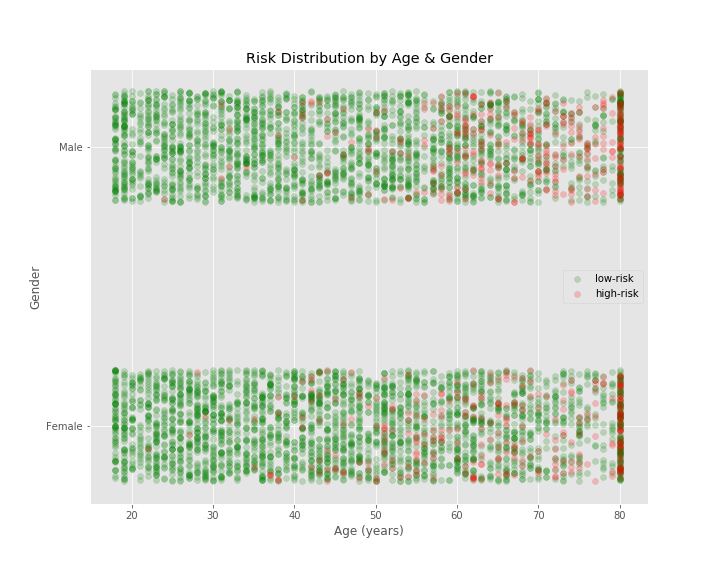 Risk Distribution by Age & Gender
Male
Gender
low-risk
high-risk
Female
20 30 40 50 60 70 80
Age (years)